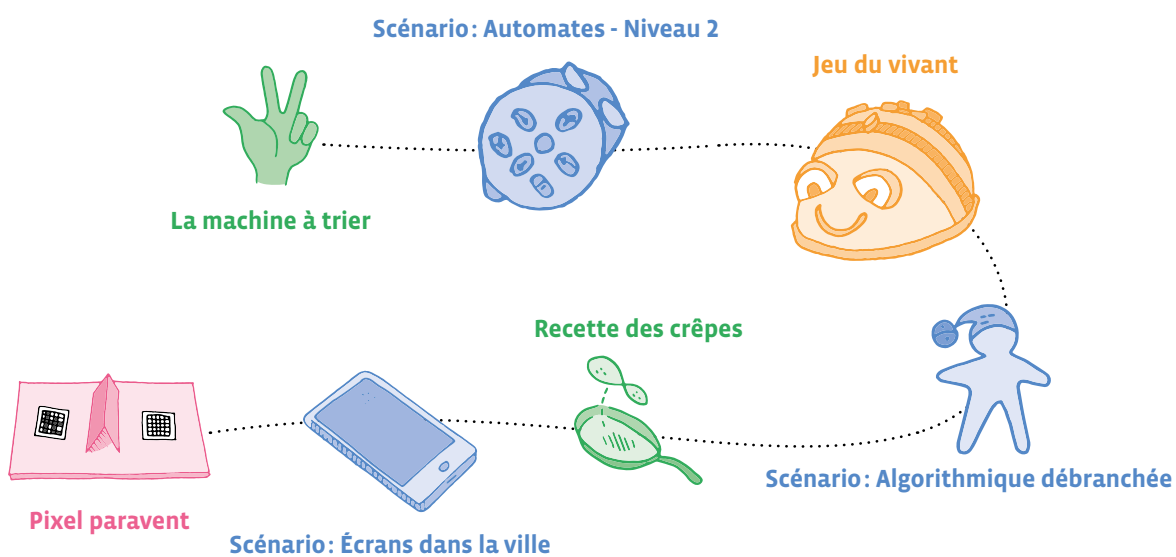 Scénario: Automates - Niveau 2
Jeu du vivant
La machine à trier
Recette des crêpes
Scénario: Algorithmique débranchée
Pixel paravent
Scénario: Écrans dans la ville